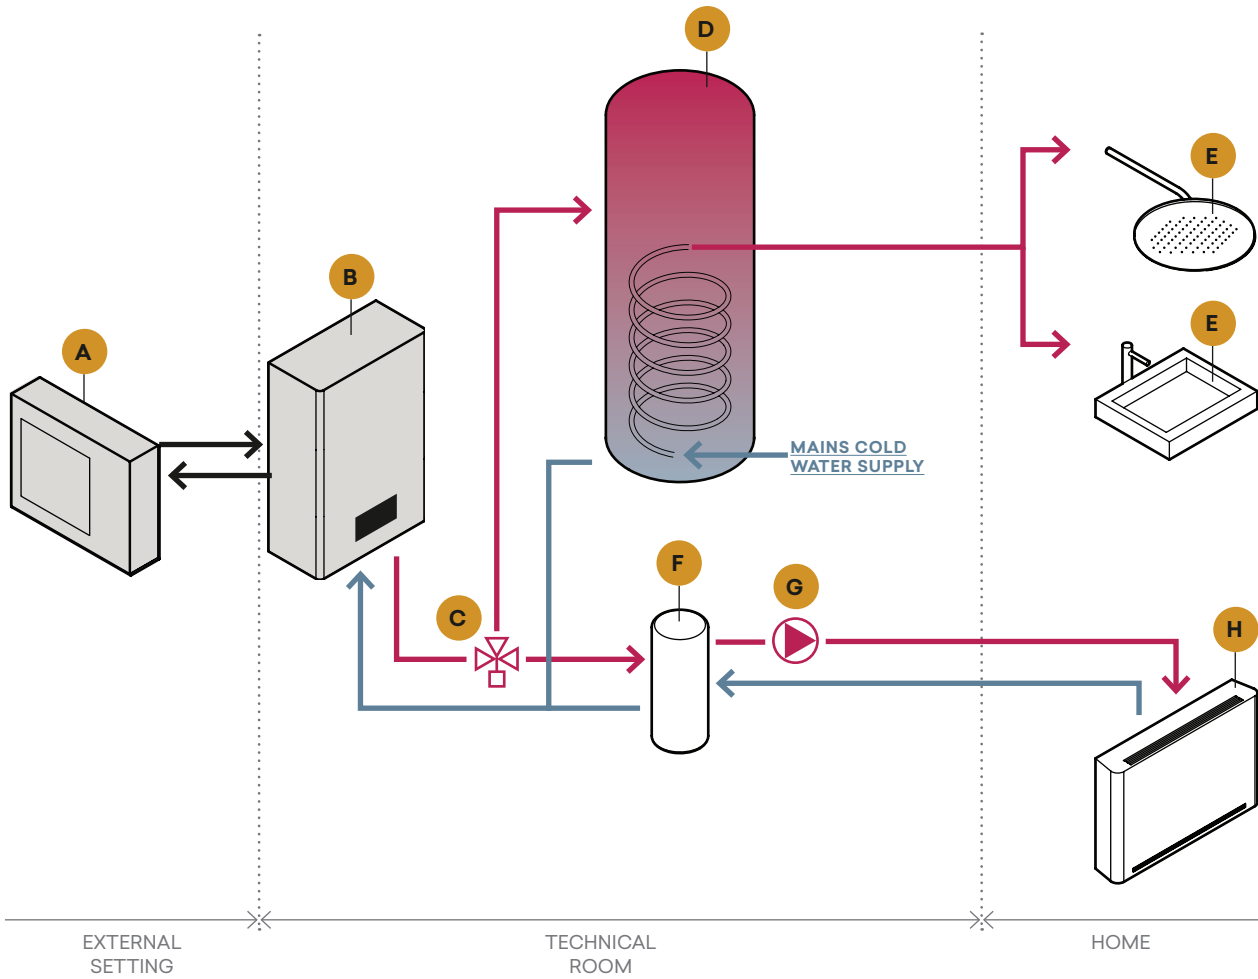 D
E
B
E
A
MAINS COLD
WATER SUPPLY
F
G
C
H
EXTERNAL
SETTING
TECHNICAL
ROOM
HOME